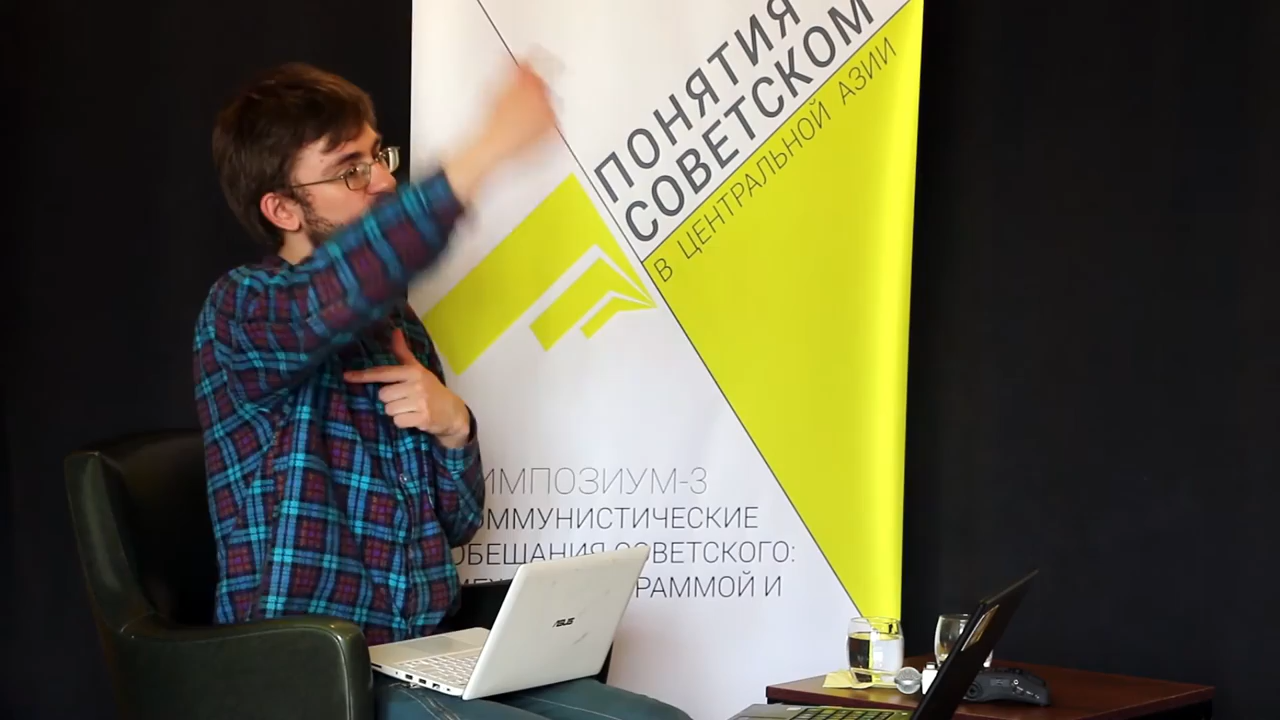 ПОНЯТИЯ
СОВЕТСКОМ
В ЦЕНТРАЛЬНОЙ АЗИИ
ИМПОЗИУМ-3
ОММУНИСТИЧЕСКИЕ
ОБЕЩАНИЯ СОВЕТСКОГО:
РАММОЙ И
ASUS